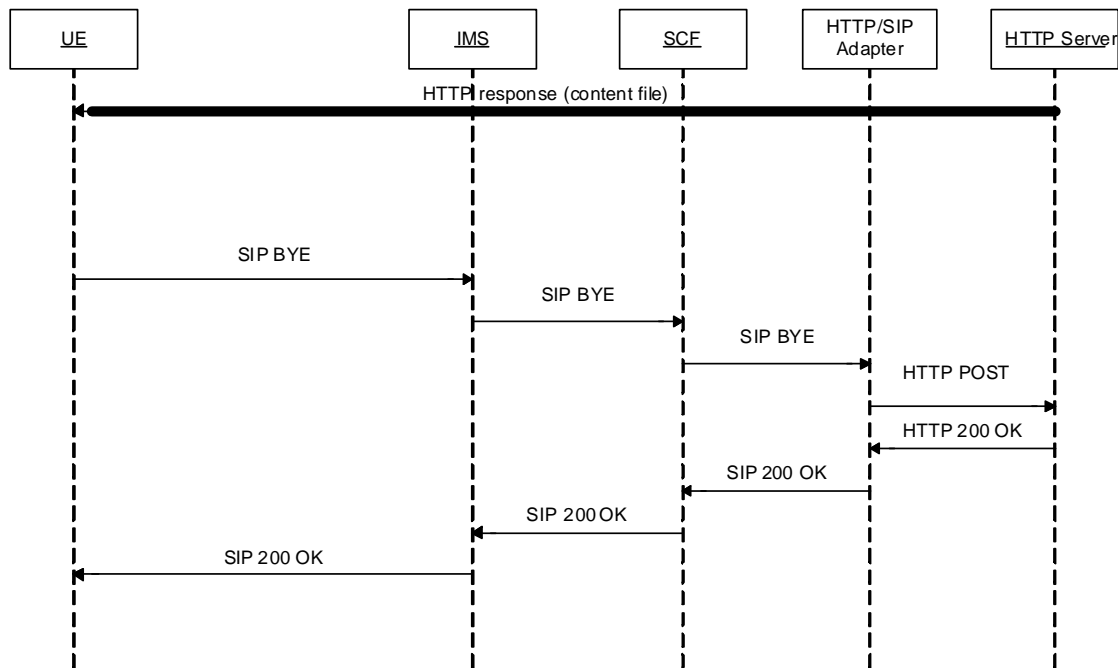 UE
IMS
SCF
HTTP/SIP
Adapter
HTTP Server
HTTP response (content file)
SIP BYE
SIP BYE
SIP BYE
HTTP POST
HTTP 200 OK
SIP 200 OK
SIP 200 OK
SIP 200 OK